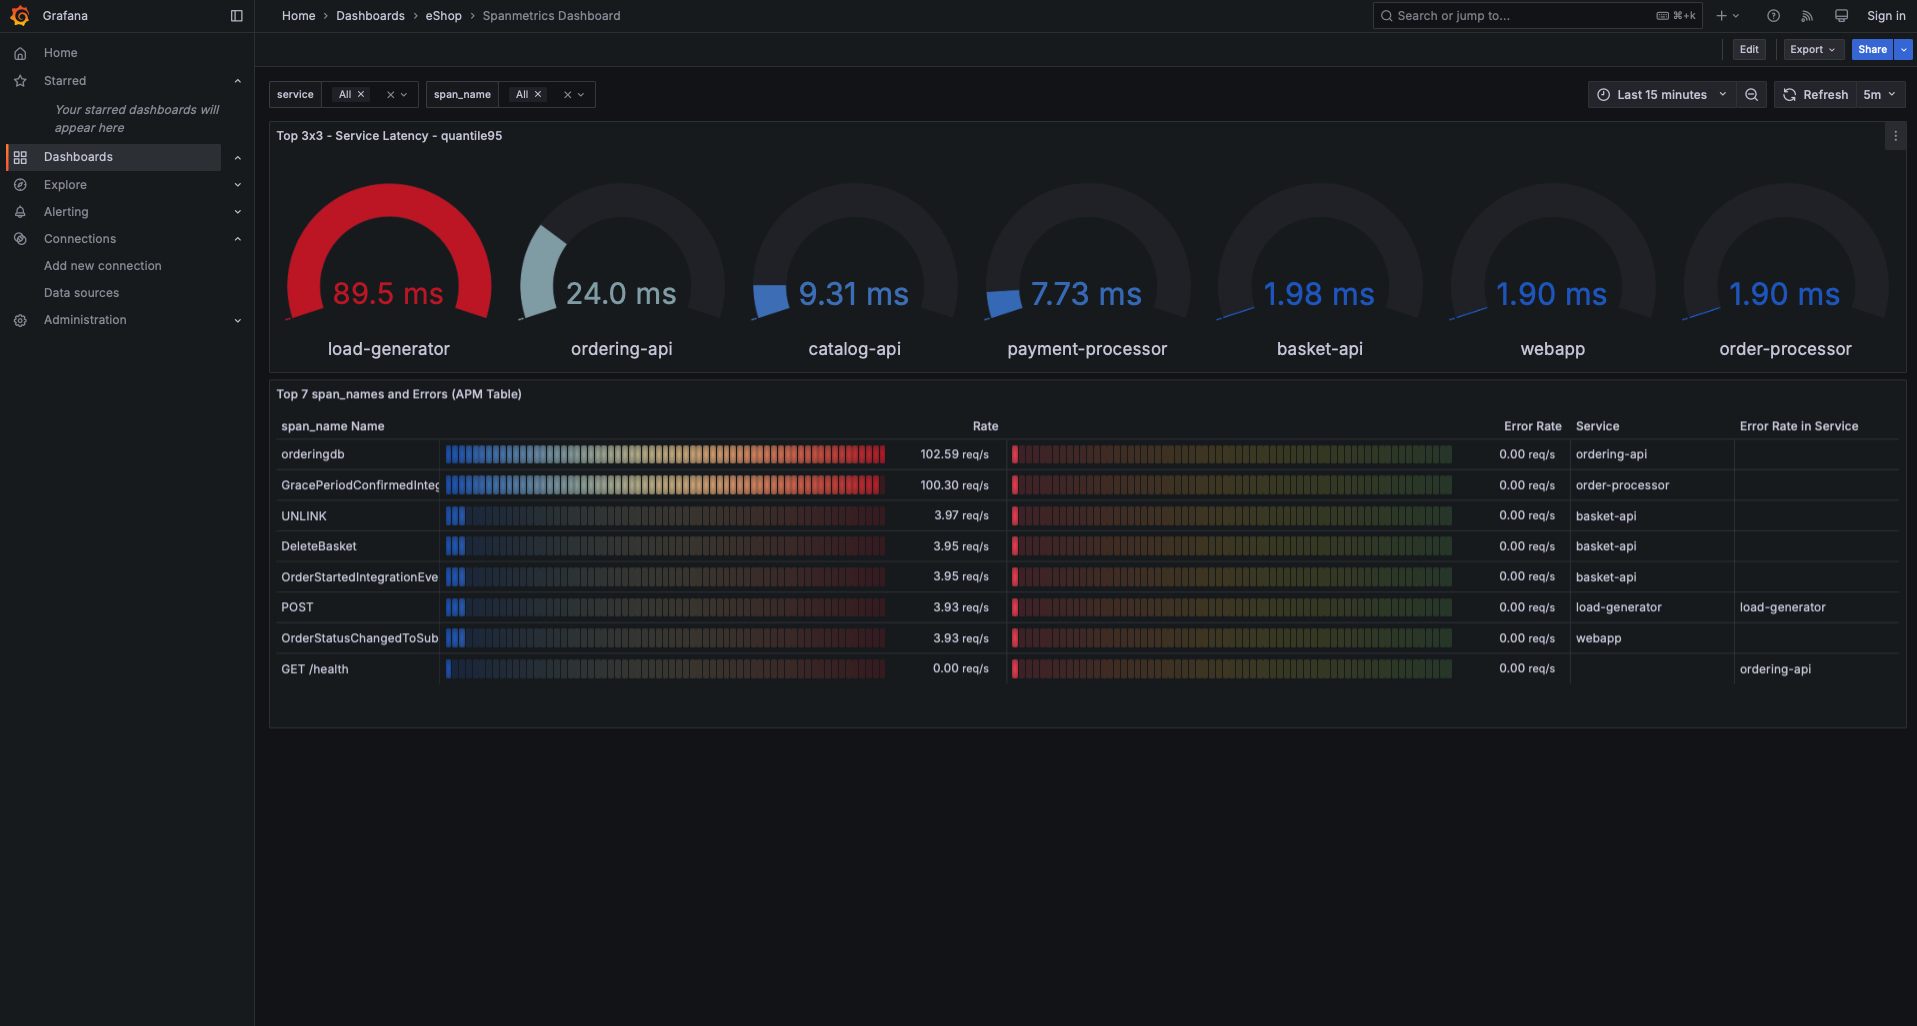 Grafana
Home › Dashboards › eShop › Spanmetrics Dashboard
Search or jump to... ⌘+k
Sign in
Edit Export Share
Home
Starred
Your starred dashboards will
appear here
Dashboards
Explore
Alerting
Connections
Add new connection
Data sources
Administration
service All span_name All
Last 15 minutes Refresh 5m
Top 3x3 - Service Latency - quantile95
89.5 ms 24.0 ms 9.31 ms 7.73 ms 1.98 ms 1.90 ms 1.90 ms
load-generator ordering-api catalog-api payment-processor basket-api webapp order-processor
Top 7 span_names and Errors (APM Table)
span_name Name Rate Error Rate Service Error Rate in Service
orderingdb 102.59 req/s 0.00 req/s ordering-api
GracePeriodConfirmedInteg 100.30 req/s 0.00 req/s order-processor
UNLINK 3.97 req/s 0.00 req/s basket-api
DeleteBasket 3.95 req/s 0.00 req/s basket-api
OrderStartedIntegrationEve 3.95 req/s 0.00 req/s basket-api
POST 3.93 req/s 0.00 req/s load-generator load-generator
OrderStatusChangedToSub 3.93 req/s 0.00 req/s webapp
GET /health 0.00 req/s 0.00 req/s ordering-api